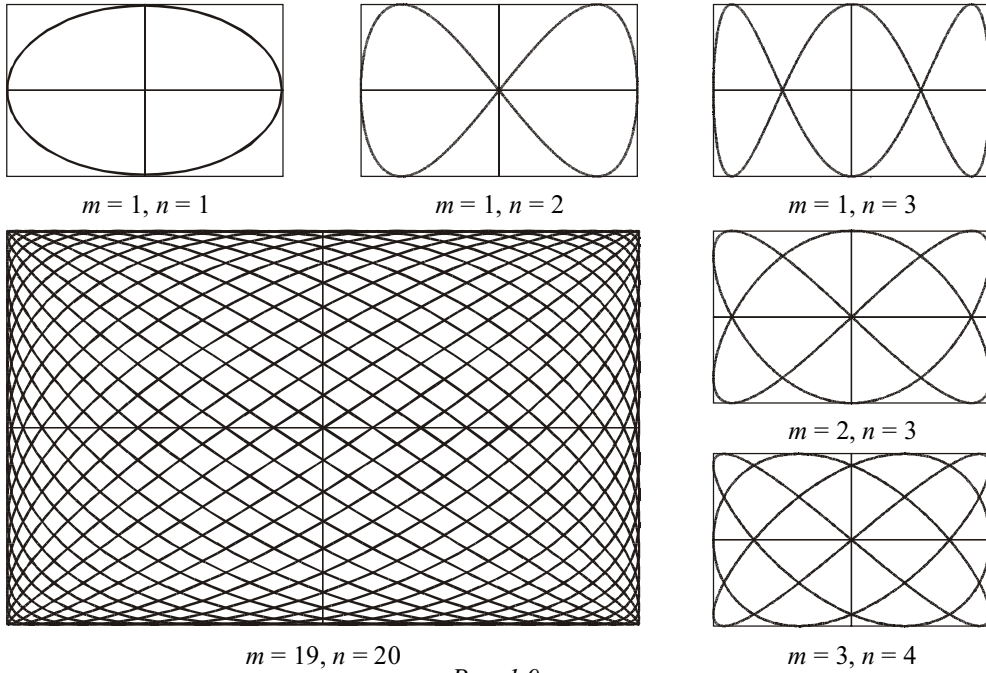 m = 1, n = 1
m = 1, n = 2
m = 1, n = 3
m = 2, n = 3
m = 19, n = 20
m = 3, n = 4